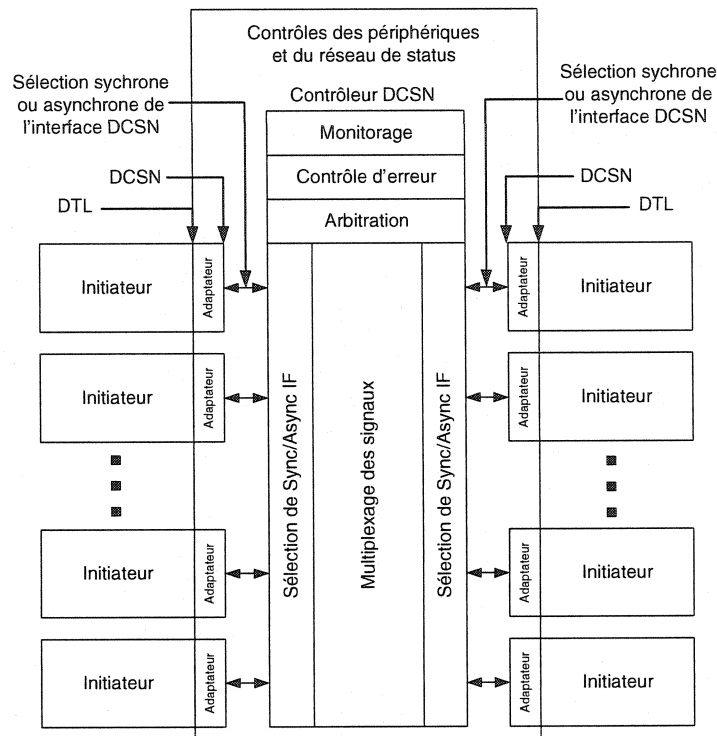 Contrôles des périphériques
et du réseau de status
Sélection sychrone
ou asynchrone de
l'interface DCSN
Contrôleur DCSN
Sélection sychrone
ou asynchrone de
l'interface DCSN
Monitorage
Contrôle d'erreur
Arbitration
DCSN
DTL
DCSN
DTL
Initiateur
Adaptateur
Adaptateur
Initiateur
Initiateur
Adaptateur
Sélection de Sync/Async IF
Multiplexage des signaux
Sélection de Sync/Async IF
Adaptateur
Initiateur
Initiateur
Adaptateur
Adaptateur
Initiateur
Initiateur
Adaptateur
Adaptateur
Initiateur